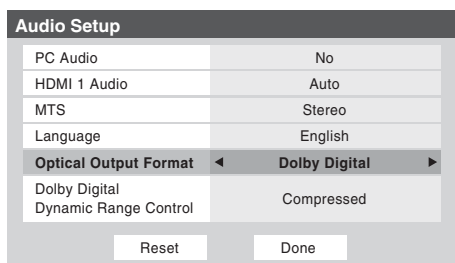 Audio Setup
PC Audio No
HDMI 1 Audio Auto
MTS Stereo
Language English
Optical Output Format Dolby Digital
Dolby Digital
Dynamic Range Control Compressed
Reset Done